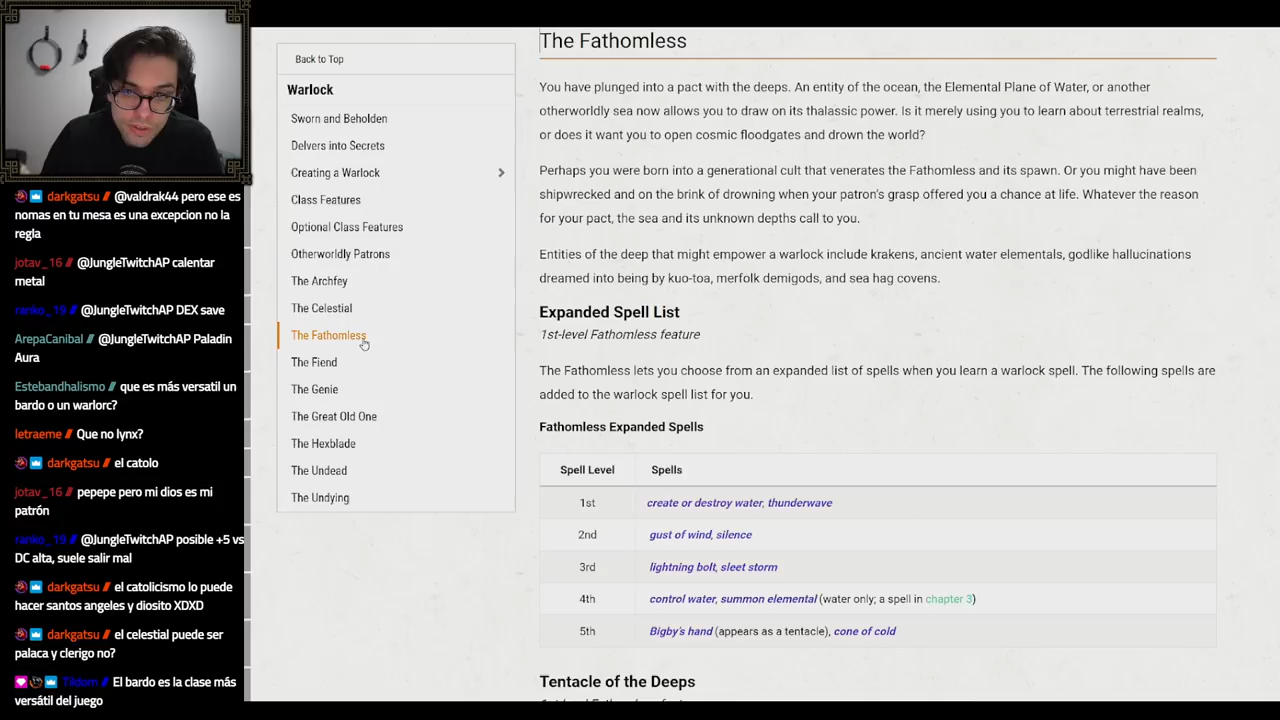 darkgatsu // @valdrak44 pero ese es
nomas en tu mesa es una excepcion no la
regla
jotav_16 // @JungleTwitchAP calentar
metal
ranko_19 // @JungleTwitchAP DEX save
ArepaCanibal // @JungleTwitchAP Paladin
Aura
Estebandhalismo // que es más versatil un
bardo o un warlorc?
letraeme // Que no lynx?
darkgatsu // el catolo
jotav_16 // pepepe pero mi dios es mi
patrón
ranko_19 // @JungleTwitchAP posible +5 vs
DC alta, suele salir mal
darkgatsu // el catolicismo lo puede
hacer santos angeles y diosito XDXD
darkgatsu // el celestial puede ser
palaca y clerigo no?
Tildom // El bardo es la clase más
versátil del juego
Back to Top
Warlock
Sworn and Beholden
Delvers into Secrets
Creating a Warlock
Class Features
Optional Class Features
Otherworldly Patrons
The Archfey
The Celestial
The Fathomless
The Fiend
The Genie
The Great Old One
The Hexblade
The Undead
The Undying
The Fathomless
You have plunged into a pact with the deeps. An entity of the ocean, the Elemental Plane of Water, or another
otherworldly sea now allows you to draw on its thalassic power. Is it merely using you to learn about terrestrial realms,
or does it want you to open cosmic floodgates and drown the world?
Perhaps you were born into a generational cult that venerates the Fathomless and its spawn. Or you might have been
shipwrecked and on the brink of drowning when your patron's grasp offered you a chance at life. Whatever the reason
for your pact, the sea and its unknown depths call to you.
Entities of the deep that might empower a warlock include krakens, ancient water elementals, godlike hallucinations
dreamed into being by kuo-toa, merfolk demigods, and sea hag covens.
Expanded Spell List
1st-level Fathomless feature
The Fathomless lets you choose from an expanded list of spells when you learn a warlock spell. The following spells are
added to the warlock spell list for you.
Fathomless Expanded Spells
Spell Level Spells
1st create or destroy water, thunderwave
2nd gust of wind, silence
3rd lightning bolt, sleet storm
4th control water, summon elemental (water only; a spell in chapter 3)
5th Bigby's hand (appears as a tentacle), cone of cold
Tentacle of the Deeps